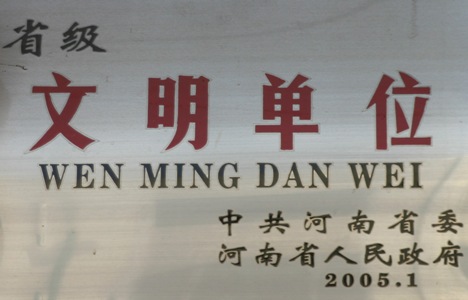 省级
文明单位
WEN MING DAN WEI
中共河南省委
河南省人民政府
2005.1